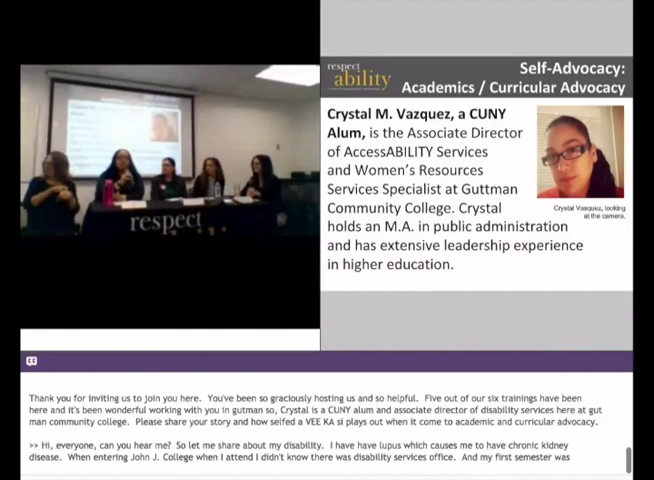 respect
ability
Self-Advocacy:
Academics / Curricular Advocacy
Crystal M. Vazquez, a CUNY
Alum, is the Associate Director
of AccessABILITY Services
and Women's Resources
Services Specialist at Guttman
Community College. Crystal
holds an M.A. in public administration
and has extensive leadership experience
in higher education.
Crystal Vasquez, looking
at the camera.
respect
CC
Thank you for inviting us to join you here. You've been so graciously hosting us and so helpful. Five out of our six trainings have been
here and it's been wonderful working with you in gutman so, Crystal is a CUNY alum and associate director of disability services here at gut
man community college. Please share your story and how selfed a VEE KA si plays out when it come to academic and curricular advocacy.
>> Hi, everyone, can you hear me? So let me share about my disability. I have have lupus which causes me to have chronic kidney
disease. When entering John J. College when I attend I didn't know there was disability services office. And my first semester was